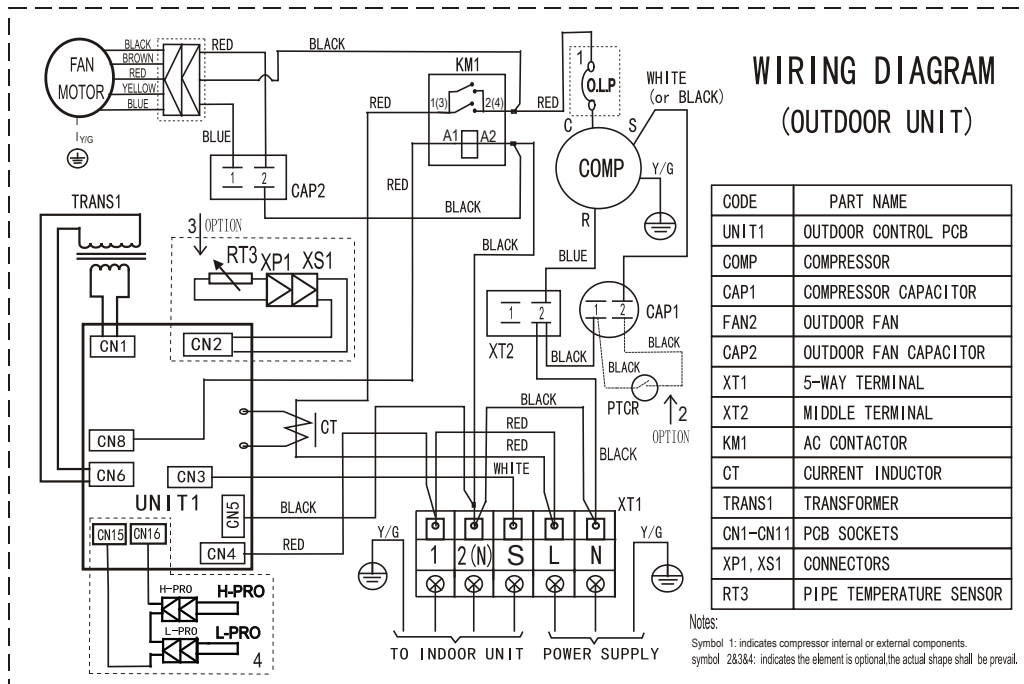 WIRING DIAGRAM
(OUTDOOR UNIT)
FAN
MOTOR
BLACK
BROWN
RED
YELLOW
BLUE
Y/G
RED
BLACK
BLUE
1 2
CAP2
KM1
1(3) 2(4)
A1 A2
RED
RED
RED
BLACK
BLACK
1
O.L.P
C
S
R
COMP
WHITE
(or BLACK)
Y/G
BLUE
TRANS1
3 OPTION
RT3 XP1 XS1
CN2
CN1
XT2
1 2
1 2
CAP1
BLACK
BLACK
BLACK
PTCR
2
OPTION
CN8
CN6
CN3
UNIT1
CN5
CN4
CN15 CN16
CT
BLACK
RED
RED
WHITE
BLACK
BLACK
RED
Y/G
XT1
Y/G
1 2(N) S L N
TO INDOOR UNIT POWER SUPPLY
H-PRO
H-PRO
L-PRO
L-PRO
4
CODE PART NAME
UNIT1 OUTDOOR CONTROL PCB
COMP COMPRESSOR
CAP1 COMPRESSOR CAPACITOR
FAN2 OUTDOOR FAN
CAP2 OUTDOOR FAN CAPACITOR
XT1 5-WAY TERMINAL
XT2 MIDDLE TERMINAL
KM1 AC CONTACTOR
CT CURRENT INDUCTOR
TRANS1 TRANSFORMER
CN1-CN11 PCB SOCKETS
XP1, XS1 CONNECTORS
RT3 PIPE TEMPERATURE SENSOR
Notes:
Symbol 1: indicates compressor internal or external components.
symbol 2&3&4: indicates the element is optional,the actual shape shall be prevail.